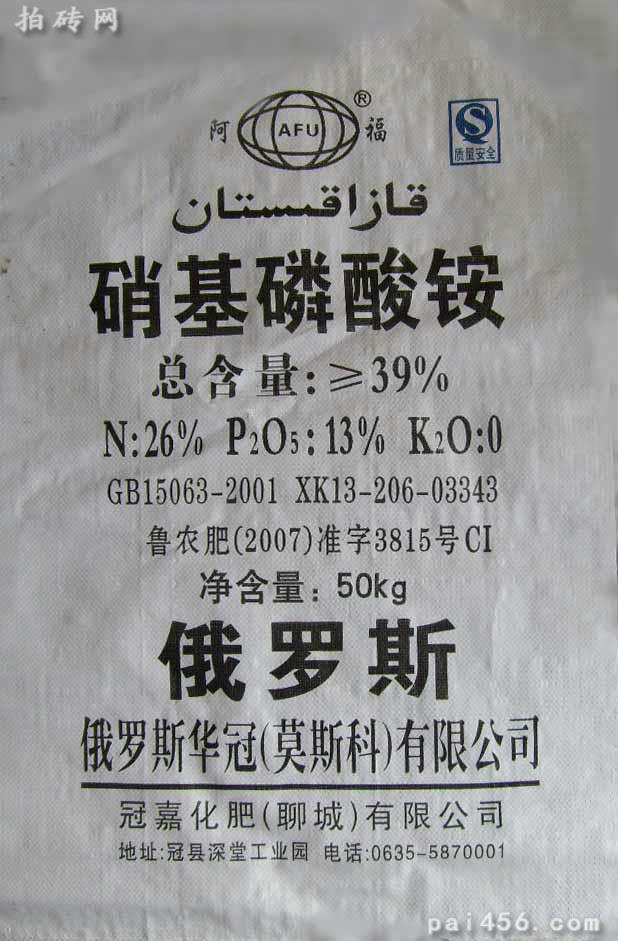 拍砖网
阿 AFU® 福
QS 质量安全
قازاقستان
硝基磷酸铵
总含量:≥39%
N:26% P₂O₅:13% K₂O:0
GB15063-2001 XK13-206-03343
鲁农肥(2007)准字3815号CI
净含量:50kg
俄罗斯
俄罗斯华冠(莫斯科)有限公司
冠嘉化肥(聊城)有限公司
地址:冠县深堂工业园 电话:0635-5870001
pai456.com